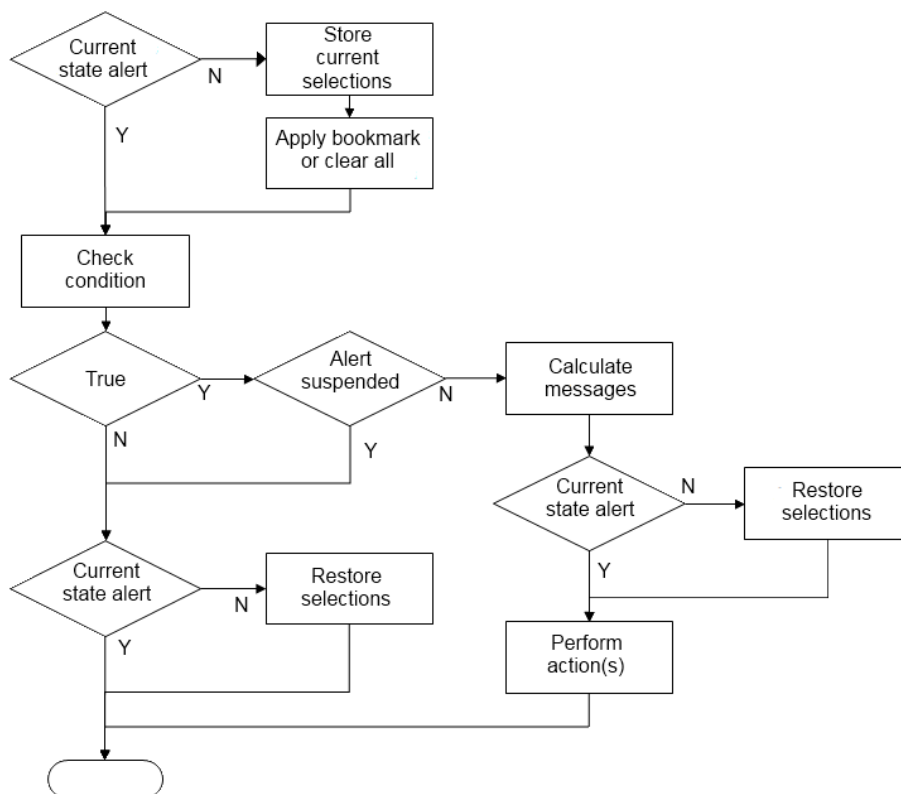 Current
state alert
N
Store
current
selections
Y
Apply bookmark
or clear all
Check
condition
True
Y
Alert
suspended
N
Calculate
messages
N
Y
Current
state alert
N
Restore
selections
Y
Current
state alert
N
Restore
selections
Y
Perform
action(s)